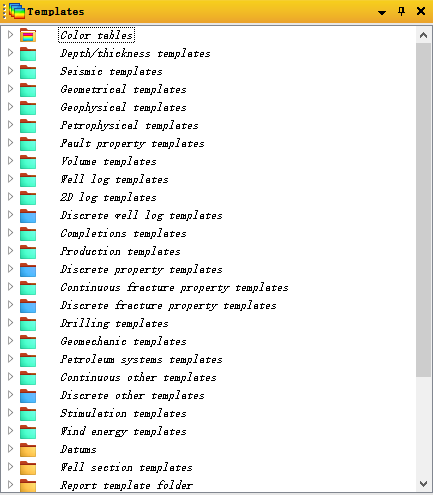 Templates
Color tables
Depth/thickness templates
Seismic templates
Geometrical templates
Geophysical templates
Petrophysical templates
Fault property templates
Volume templates
Well log templates
2D log templates
Discrete well log templates
Completions templates
Production templates
Discrete property templates
Continuous fracture property templates
Discrete fracture property templates
Drilling templates
Geomechanic templates
Petroleum systems templates
Continuous other templates
Discrete other templates
Stimulation templates
Wind energy templates
Datums
Well section templates
Report template folder